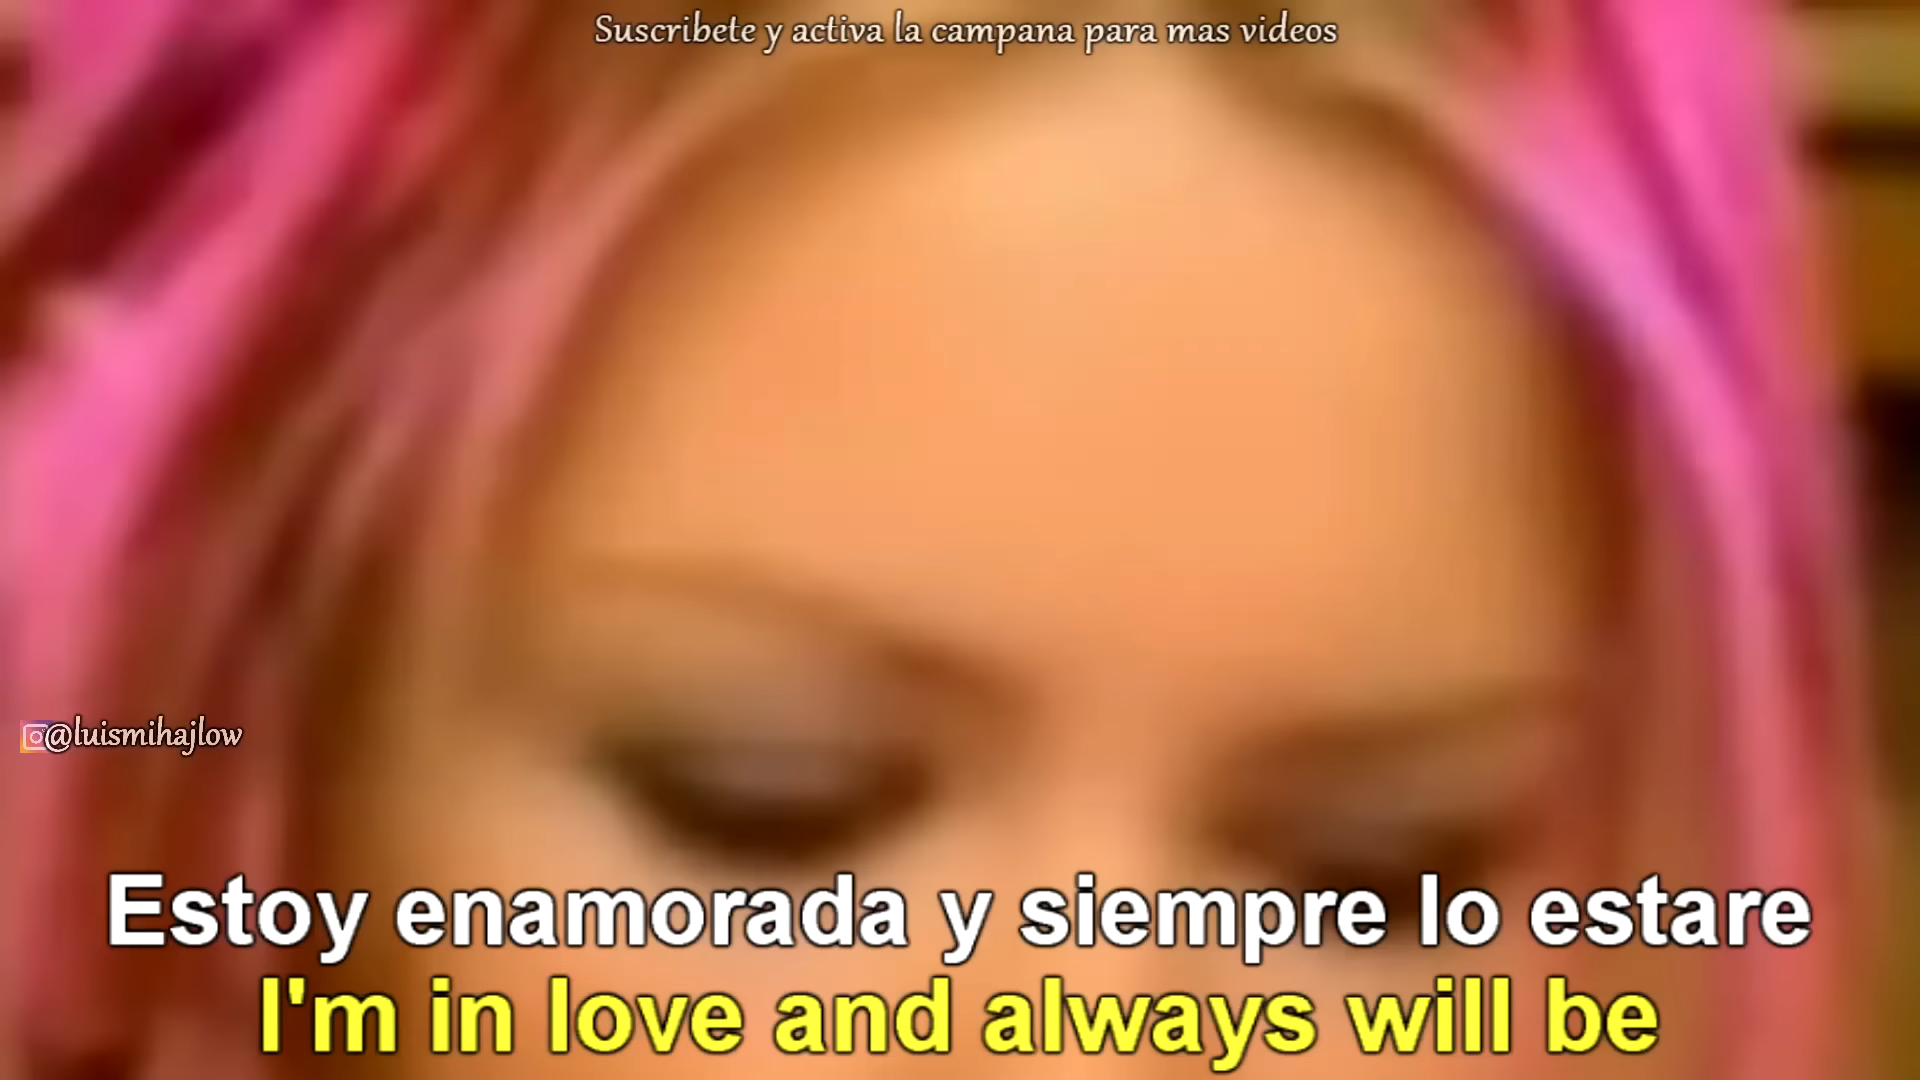 Suscribete y activa la campana para mas videos
@luismihajlow
Estoy enamorada y siempre lo estare
I'm in love and always will be